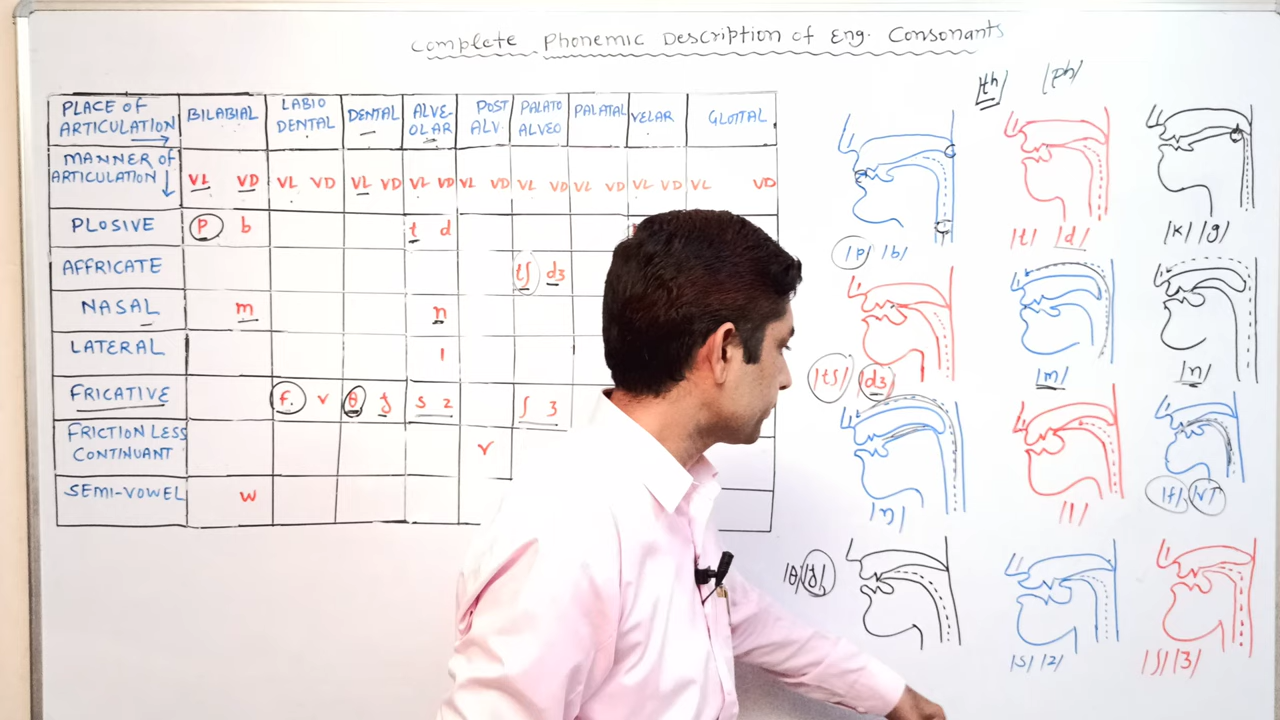 Complete Phonemic Description of Eng. Consonants
|th| |ph|
PLACE OF ARTICULATION BILABIAL LABIO DENTAL DENTAL ALVE-OLAR POST ALV. PALATO ALVEO PALATAL VELAR GLOTTAL
MANNER OF ARTICULATION VL VD VL VD VL VD VL VD VL VD VL VD VL VD VL VD VL VD
PLOSIVE p b t d
AFFRICATE tʃ dʒ
NASAL m n
LATERAL l
FRICATIVE f v θ ð s z ʃ ʒ
FRICTION LESS CONTINUANT r
SEMI-VOWEL w
|p| |b|
|t| |d|
|k| |g|
|tʃ| |dʒ|
|m|
|n|
|ŋ|
|l|
|f| |v|
|θ| |ð|
|s| |z|
|ʃ| |ʒ|